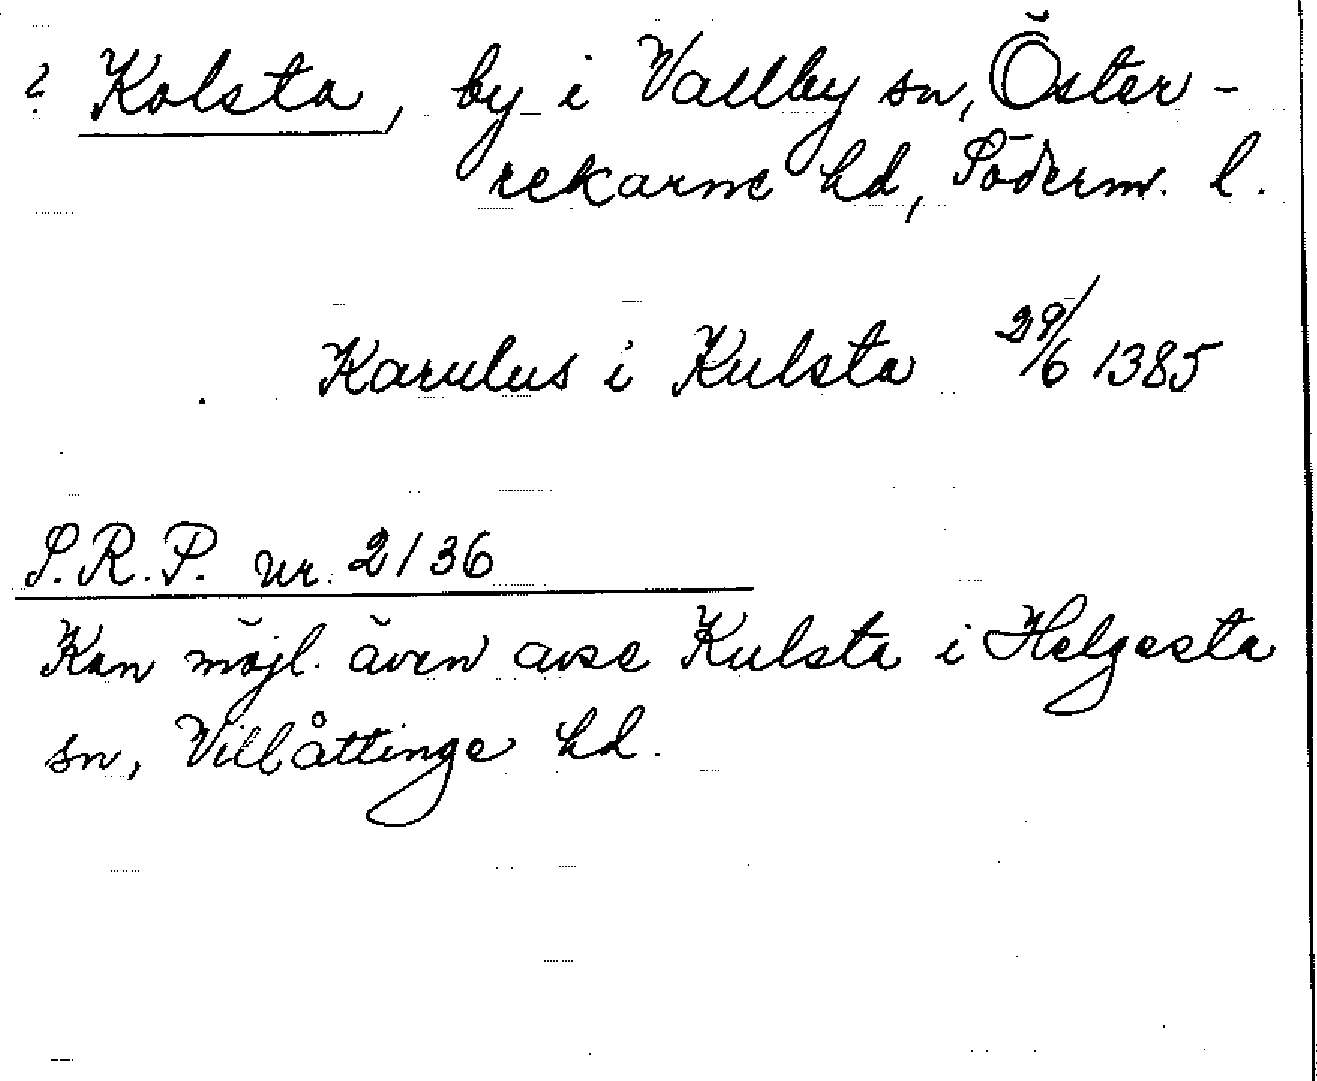 ? Kolsta, by i Vallby sn, Öster-
rekarne hd, Söderm. l.
Karulus i Kulsta 29/6 1385
S.R.P. nr. 2136
Kan möjl. även avse Kulsta i Helgesta
sn, Villåttinge hd.